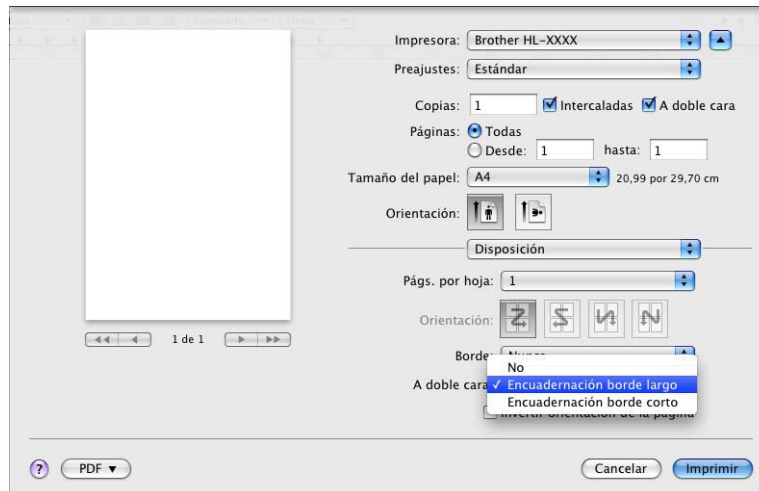 Impresora: Brother HL-XXXX
Preajustes: Estándar
Copias: 1 Intercaladas A doble cara
Páginas: Todas
Desde: 1 hasta: 1
Tamaño del papel: A4 20,99 por 29,70 cm
Orientación:
Disposición
Págs. por hoja: 1
Orientación:
1 de 1
Borde:
No
A doble cara: ✓ Encuadernación borde largo
Encuadernación borde corto
Invertir orientación de la página
? PDF ▼ Cancelar Imprimir